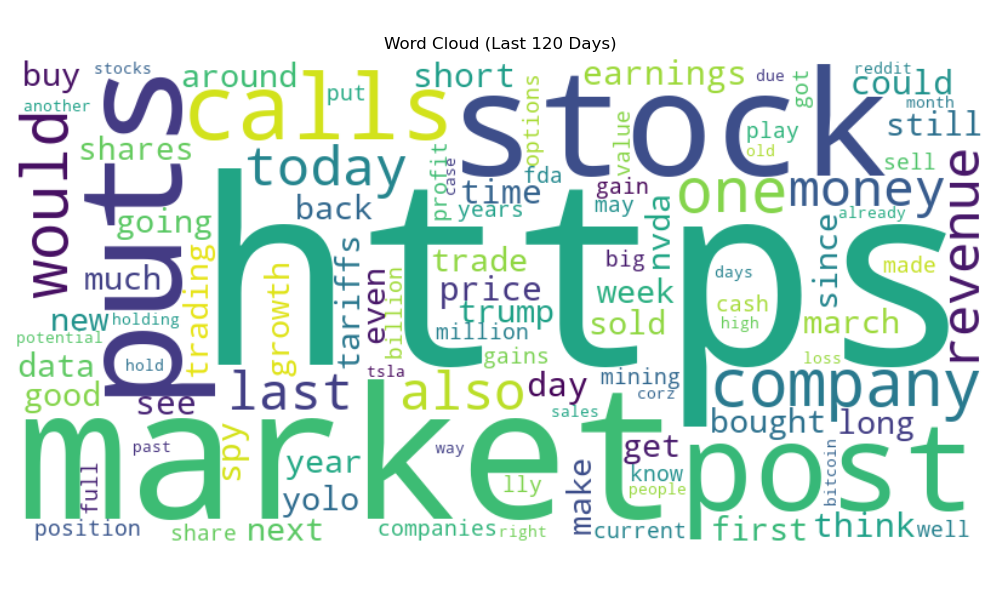 Word Cloud (Last 120 Days)
buy
stocks
around
short
earnings
due
reddit
could
another
put
calls
options
got
month
still
would
puts
stock
value
play
old
shares
today
profit
case
time
fda
gain
one
money
sell
revenue
back
years
may
nvda
already
going
https
trade
big
since
made
much
trading
growth
tariffs
even
billion
price
trump
week
days
cash
new
holding
million
sold
high
march
potential
data
hold
gains
loss
good
see
last
tsla
also
day
mining
corz
company
sales
bought
long
market
post
past
spy
year
way
get
full
yolo
lly
make
know
people
bitcoin
position
share
next
companies
right
current
first
think
well